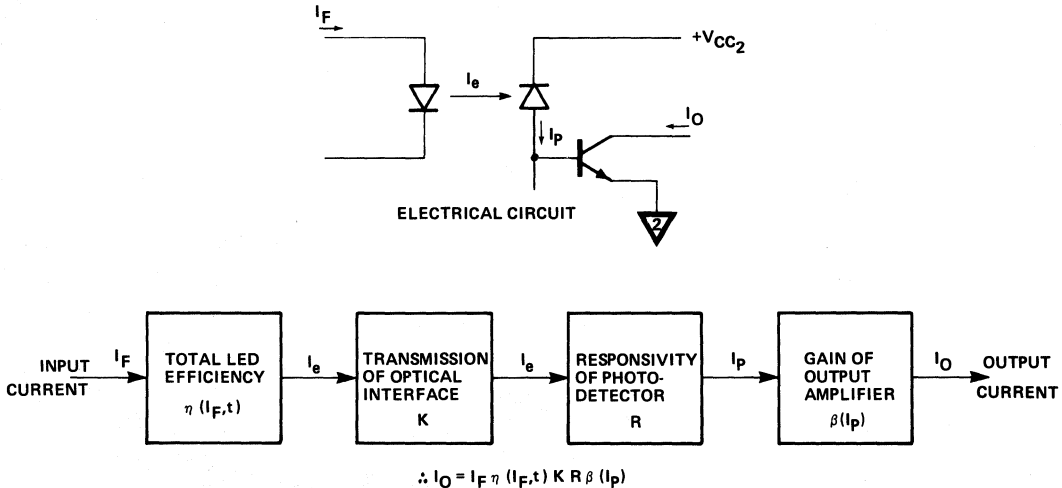 I_F
+V_CC2
I_e
I_O
I_P
ELECTRICAL CIRCUIT
2
INPUT
CURRENT
I_F
TOTAL LED
EFFICIENCY
η (I_F,t)
I_e
TRANSMISSION
OF OPTICAL
INTERFACE
K
I_e
RESPONSIVITY
OF PHOTO-
DETECTOR
R
I_P
GAIN OF
OUTPUT
AMPLIFIER
β(I_P)
I_O
OUTPUT
CURRENT
∴ I_O = I_F η (I_F,t) K R β (I_P)